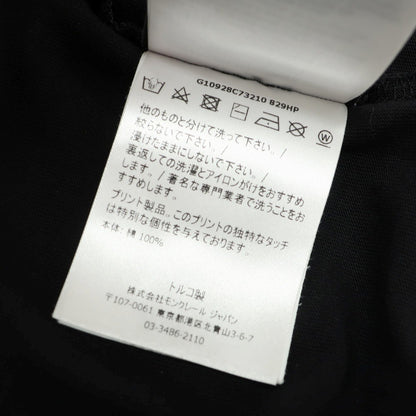 G10928C73210 829HP
他のものと分けて洗って下さい。/
絞らないで下さい。/
浸けたままにしないで下さい。/
裏返しての洗濯とアイロンがけをおすすめ
します。/著名な専門業者で洗うことをお
すすめします。
プリント製品。このプリントの独特なタッチ
は特別な個性を与えております。
本体: 綿 100%
トルコ製
株式会社モンクレール ジャパン
〒107-0061
東京都港区北青山3-6-7
03-3486-2110